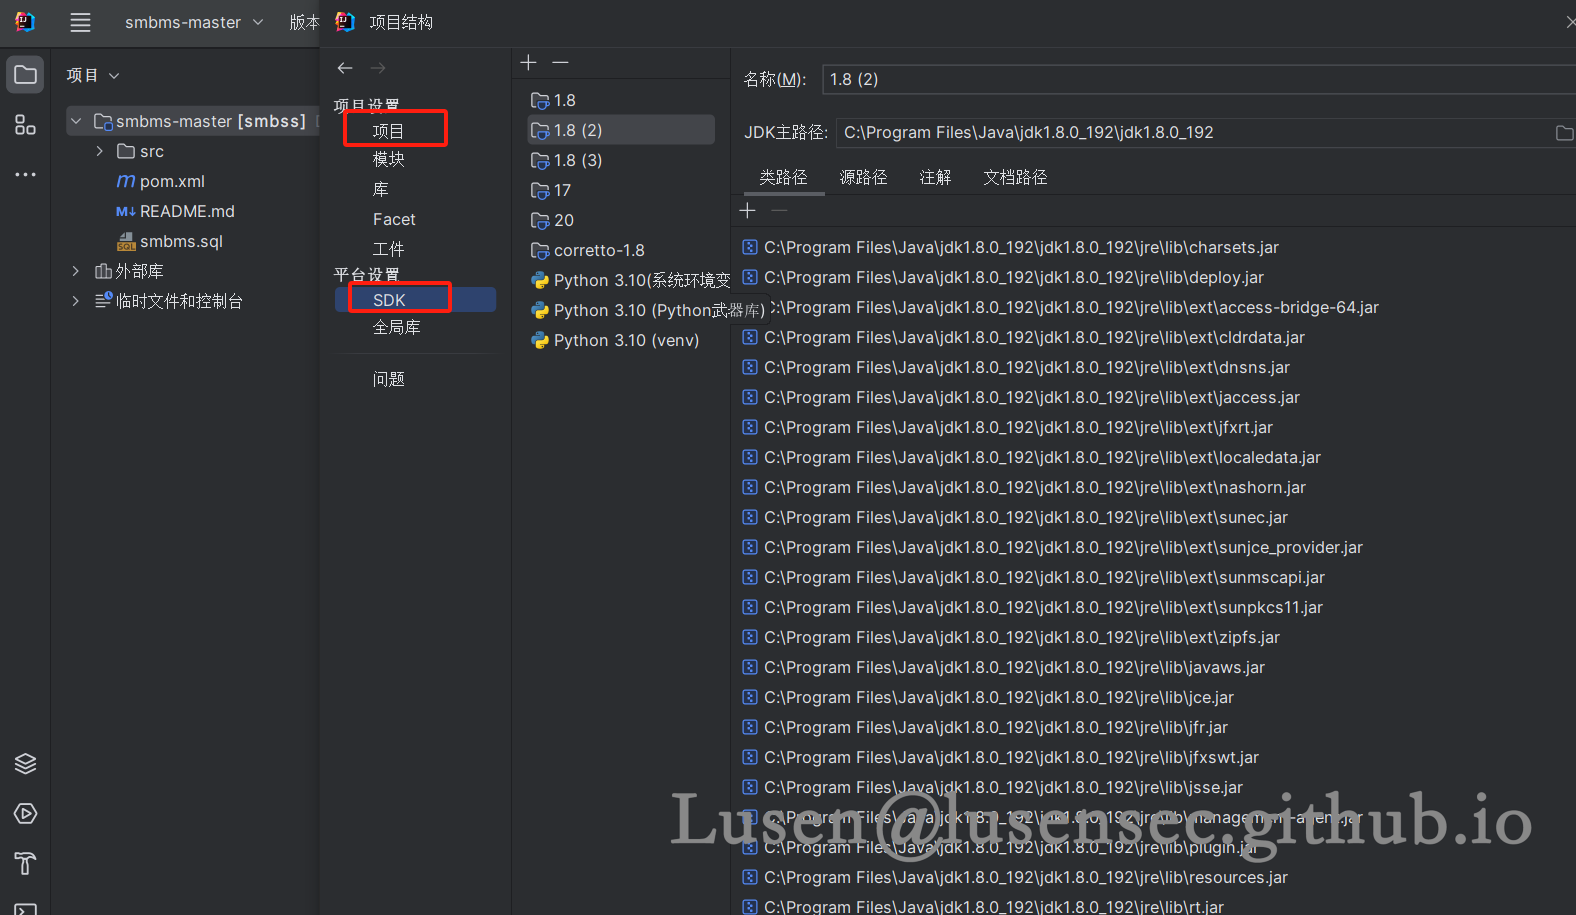 smbms-master
版本
项目结构
项目
smbms-master [smbss]
src
pom.xml
README.md
smbms.sql
外部库
临时文件和控制台
项目设置
项目
模块
库
Facet
工件
平台设置
SDK
全局库
问题
1.8
1.8 (2)
1.8 (3)
17
20
corretto-1.8
Python 3.10(系统环境变
Python 3.10 (Python武器库)
Python 3.10 (venv)
名称(M): 1.8 (2)
JDK主路径: C:\Program Files\Java\jdk1.8.0_192\jdk1.8.0_192
类路径 源路径 注解 文档路径
C:\Program Files\Java\jdk1.8.0_192\jdk1.8.0_192\jre\lib\charsets.jar
C:\Program Files\Java\jdk1.8.0_192\jdk1.8.0_192\jre\lib\deploy.jar
C:\Program Files\Java\jdk1.8.0_192\jdk1.8.0_192\jre\lib\ext\access-bridge-64.jar
C:\Program Files\Java\jdk1.8.0_192\jdk1.8.0_192\jre\lib\ext\cldrdata.jar
C:\Program Files\Java\jdk1.8.0_192\jdk1.8.0_192\jre\lib\ext\dnsns.jar
C:\Program Files\Java\jdk1.8.0_192\jdk1.8.0_192\jre\lib\ext\jaccess.jar
C:\Program Files\Java\jdk1.8.0_192\jdk1.8.0_192\jre\lib\ext\jfxrt.jar
C:\Program Files\Java\jdk1.8.0_192\jdk1.8.0_192\jre\lib\ext\localedata.jar
C:\Program Files\Java\jdk1.8.0_192\jdk1.8.0_192\jre\lib\ext\nashorn.jar
C:\Program Files\Java\jdk1.8.0_192\jdk1.8.0_192\jre\lib\ext\sunec.jar
C:\Program Files\Java\jdk1.8.0_192\jdk1.8.0_192\jre\lib\ext\sunjce_provider.jar
C:\Program Files\Java\jdk1.8.0_192\jdk1.8.0_192\jre\lib\ext\sunmscapi.jar
C:\Program Files\Java\jdk1.8.0_192\jdk1.8.0_192\jre\lib\ext\sunpkcs11.jar
C:\Program Files\Java\jdk1.8.0_192\jdk1.8.0_192\jre\lib\ext\zipfs.jar
C:\Program Files\Java\jdk1.8.0_192\jdk1.8.0_192\jre\lib\javaws.jar
C:\Program Files\Java\jdk1.8.0_192\jdk1.8.0_192\jre\lib\jce.jar
C:\Program Files\Java\jdk1.8.0_192\jdk1.8.0_192\jre\lib\jfr.jar
C:\Program Files\Java\jdk1.8.0_192\jdk1.8.0_192\jre\lib\jfxswt.jar
C:\Program Files\Java\jdk1.8.0_192\jdk1.8.0_192\jre\lib\jsse.jar
C:\Program Files\Java\jdk1.8.0_192\jdk1.8.0_192\jre\lib\management-agent.jar
C:\Program Files\Java\jdk1.8.0_192\jdk1.8.0_192\jre\lib\plugin.jar
C:\Program Files\Java\jdk1.8.0_192\jdk1.8.0_192\jre\lib\resources.jar
C:\Program Files\Java\jdk1.8.0_192\jdk1.8.0_192\jre\lib\rt.jar
Lusen@lusensec.github.io